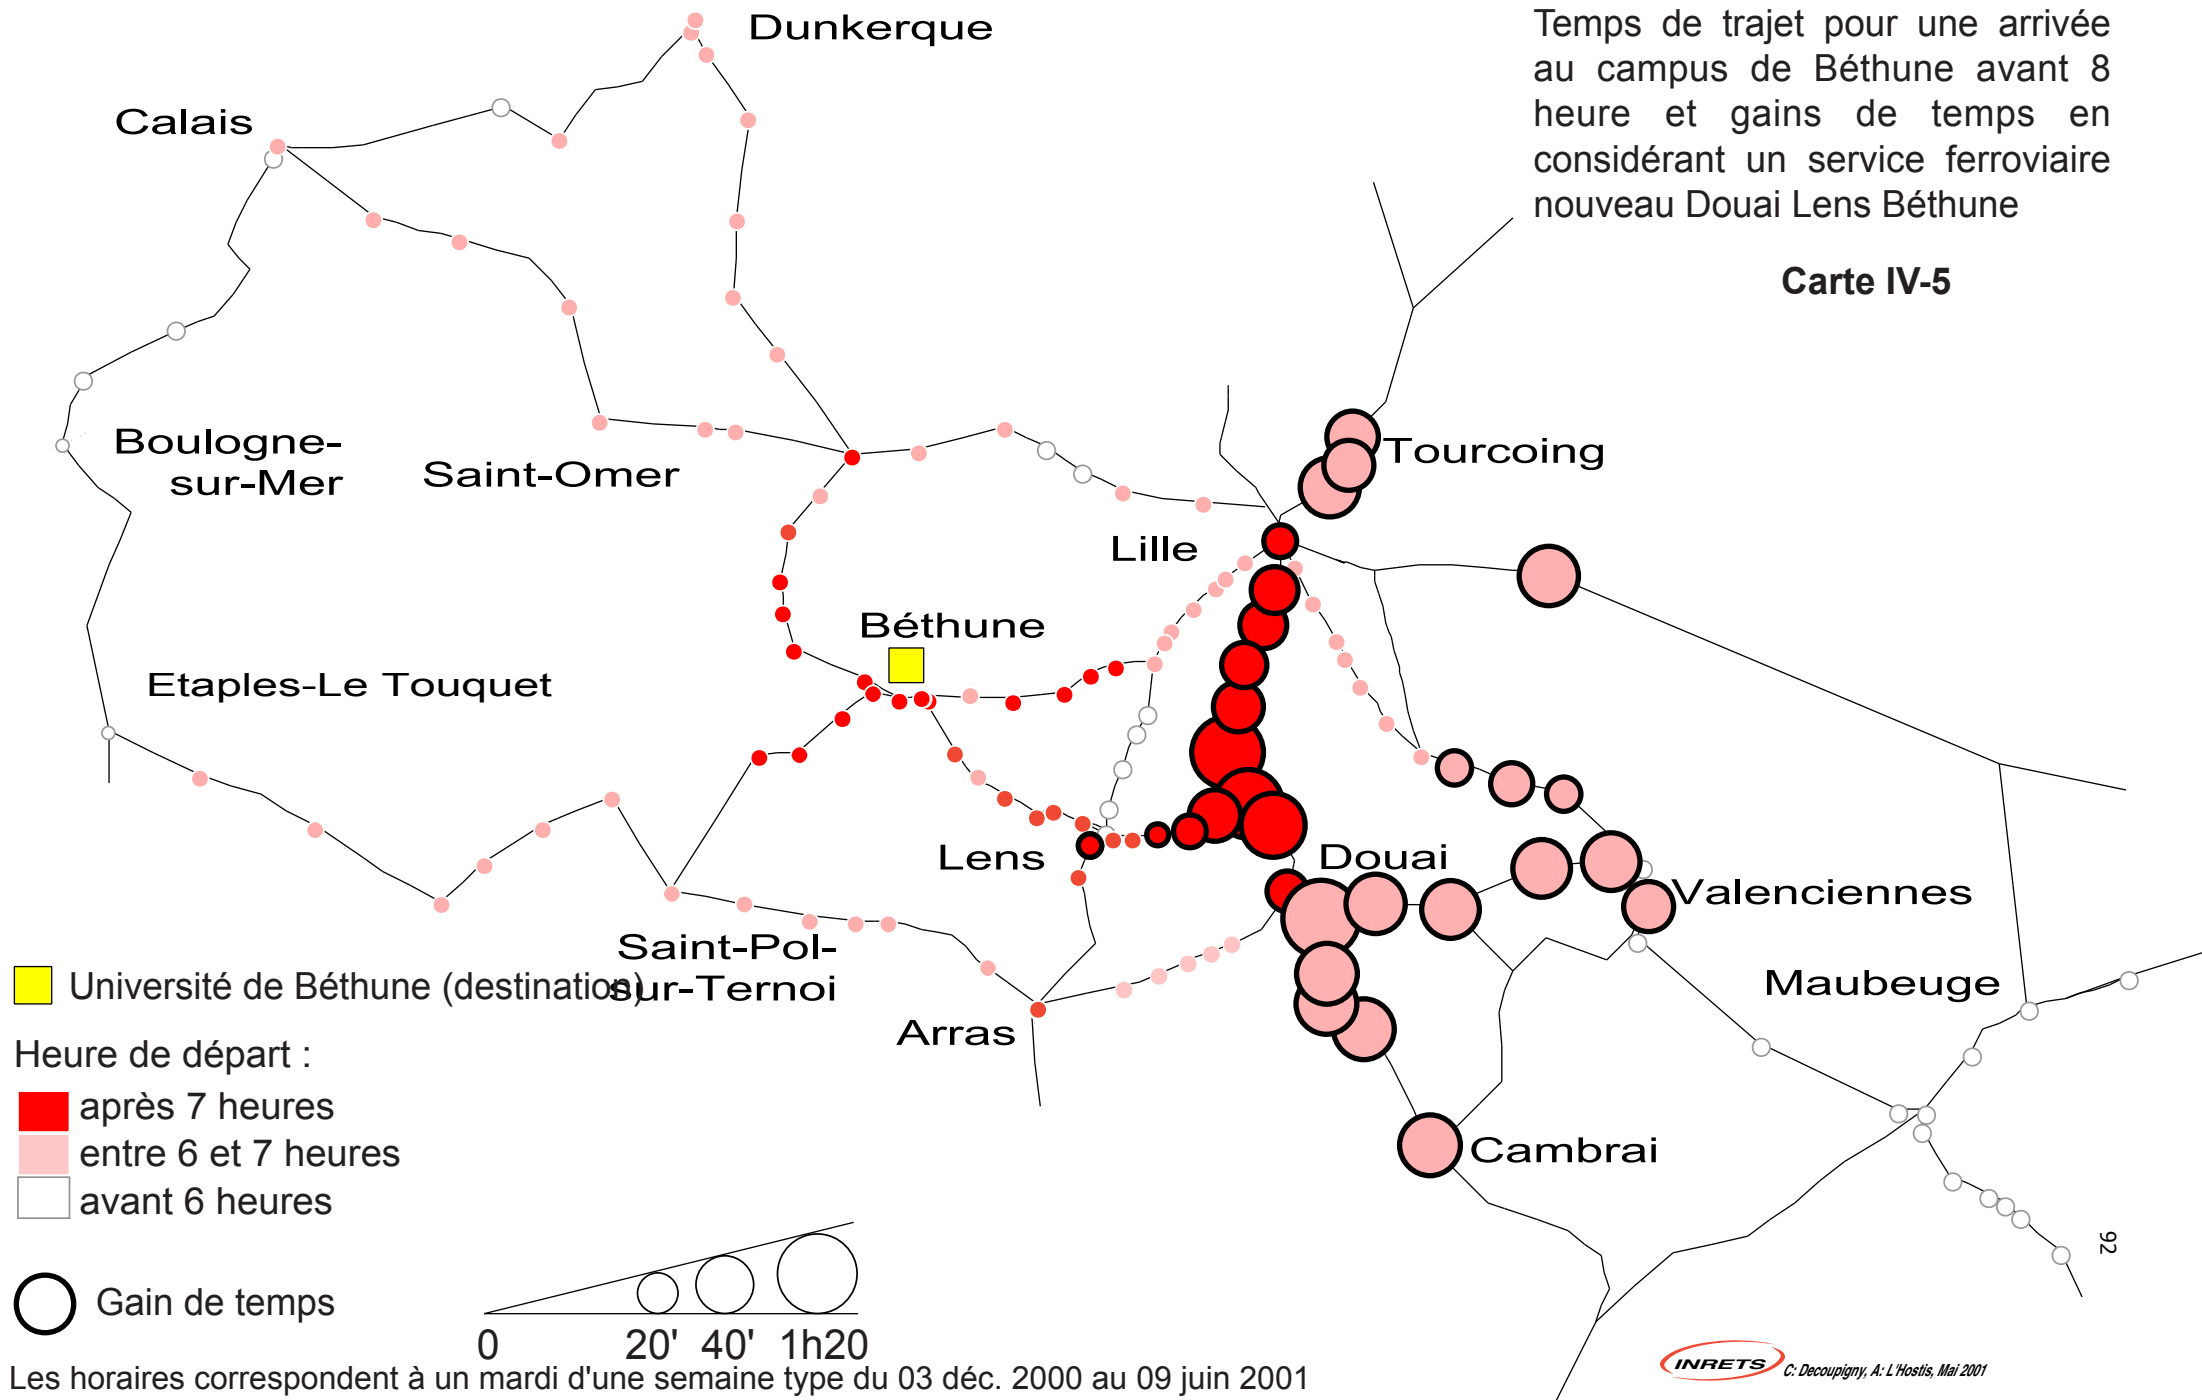 Temps de trajet pour une arrivée
au campus de Béthune avant 8
heure et gains de temps en
considérant un service ferroviaire
nouveau Douai Lens Béthune
Carte IV-5
Dunkerque
Calais
Boulogne-
sur-Mer
Saint-Omer
Tourcoing
Lille
Béthune
Etaples-Le Touquet
Lens
Douai
Valenciennes
Saint-Pol-
sur-Ternoi
Maubeuge
Arras
Cambrai
Université de Béthune (destination)
Heure de départ :
après 7 heures
entre 6 et 7 heures
avant 6 heures
Gain de temps
0 20' 40' 1h20
Les horaires correspondent à un mardi d'une semaine type du 03 déc. 2000 au 09 juin 2001
92
INRETS C: Decoupigny, A: L'Hostis, Mai 2001